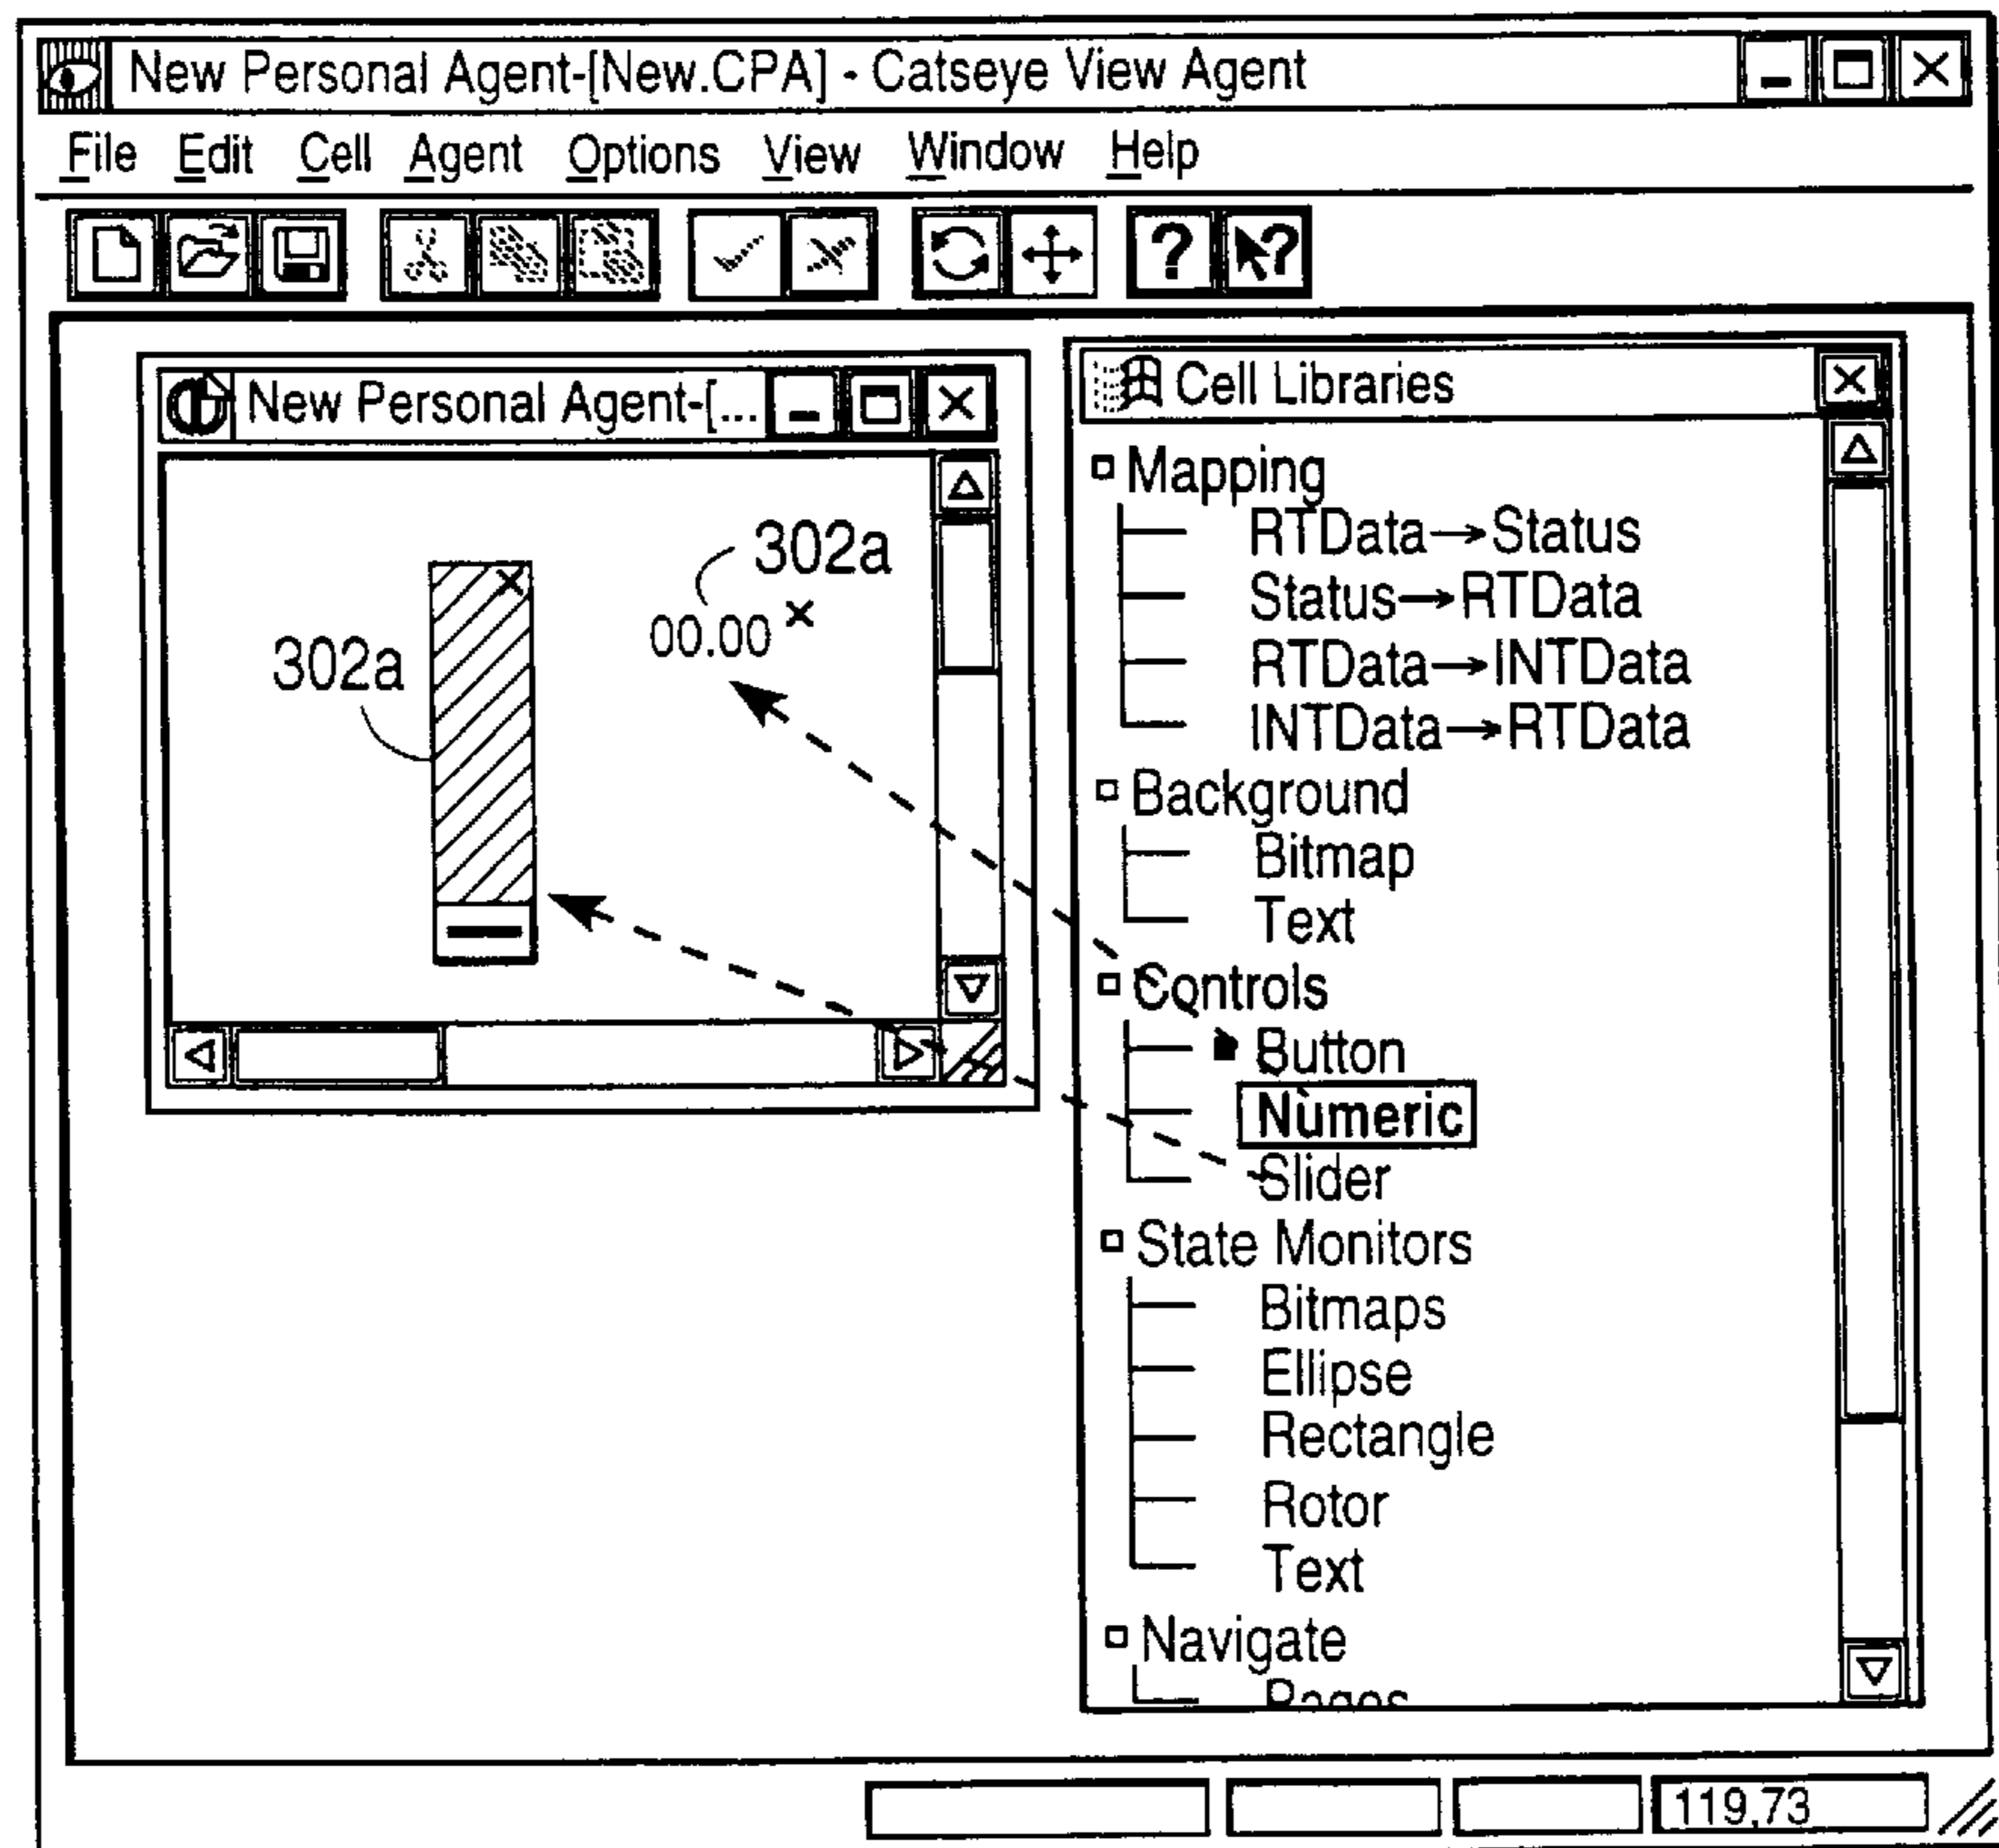 New Personal Agent-[New.CPA] - Catseye View Agent
File Edit Cell Agent Options View Window Help
? ?
New Personal Agent-[...
302a
00.00
302a
Cell Libraries
Mapping
RTData→Status
Status→RTData
RTData→INTData
INTData→RTData
Background
Bitmap
Text
Controls
Button
Numeric
Slider
State Monitors
Bitmaps
Ellipse
Rectangle
Rotor
Text
Navigate
Pages
119,73